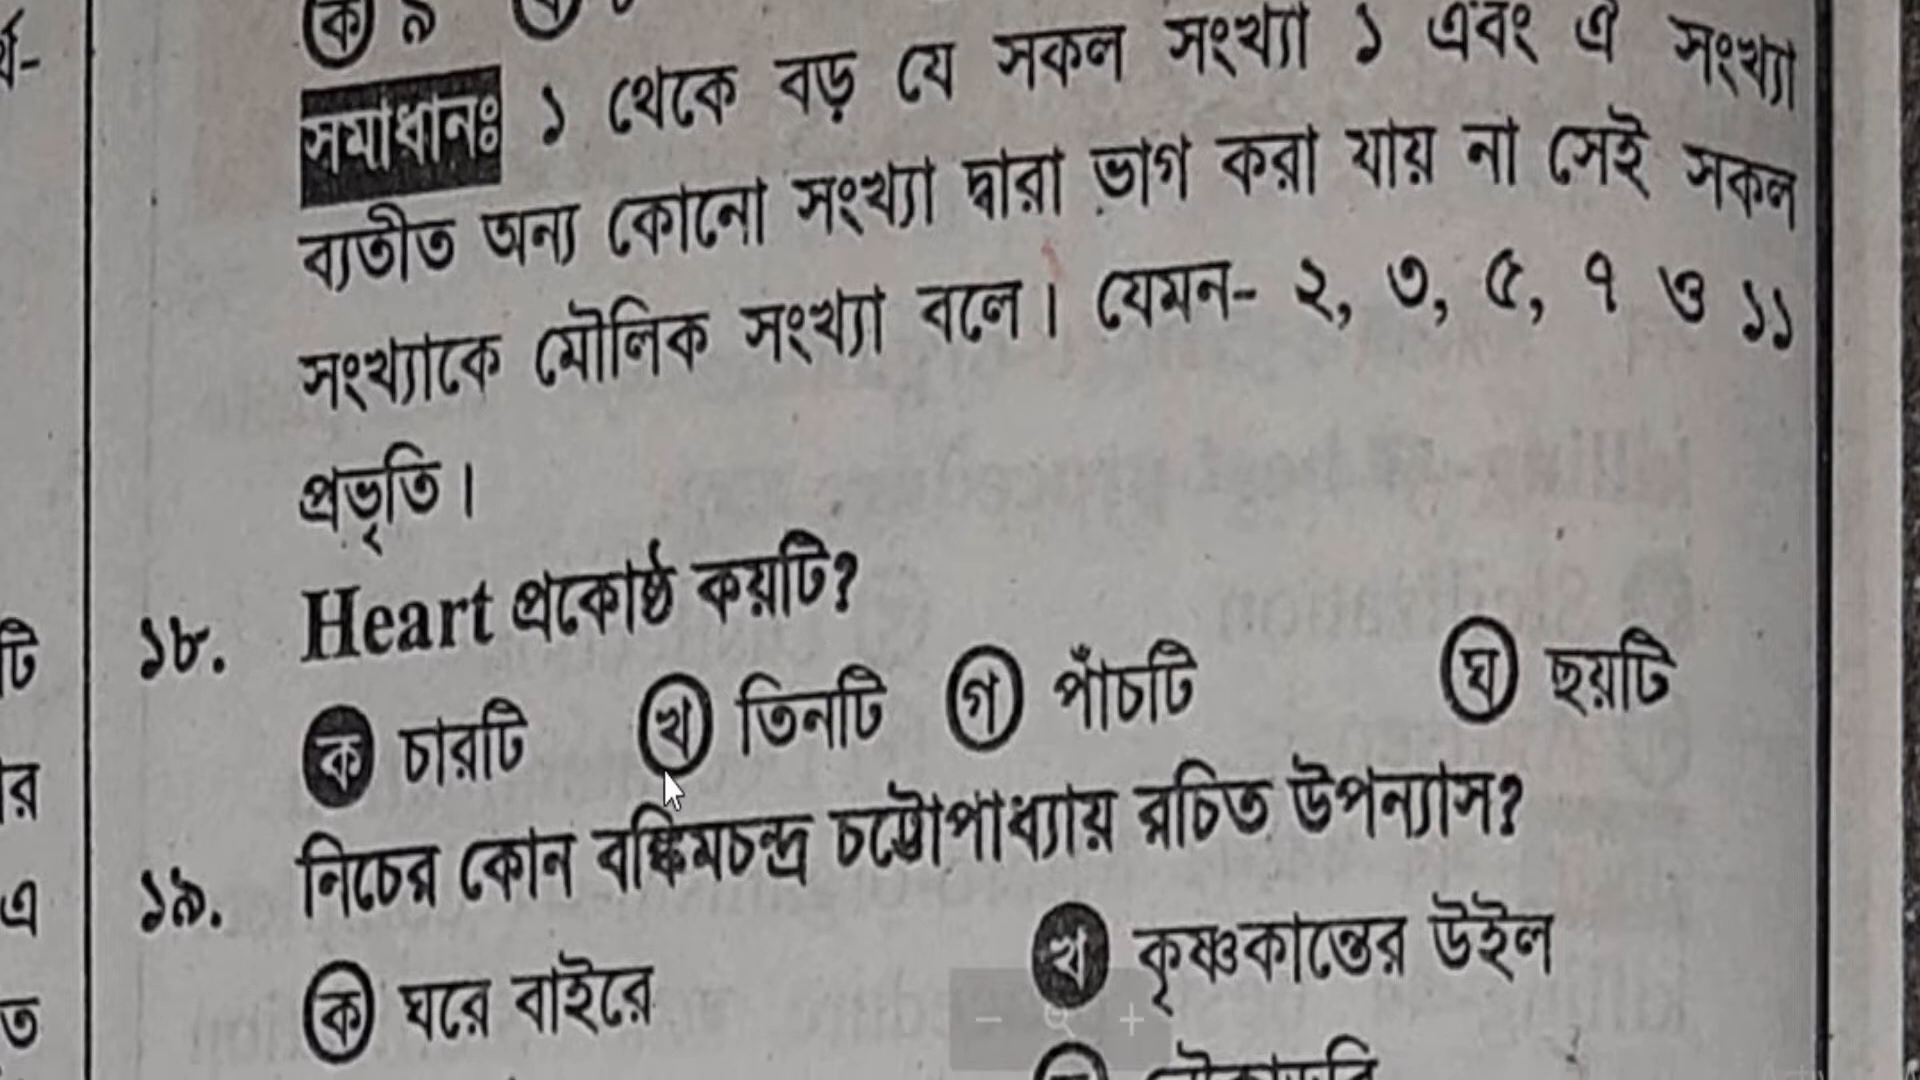 ক ৯
সমাধানঃ ১ থেকে বড় যে সকল সংখ্যা ১ এবং ঐ সংখ্যা
ব্যতীত অন্য কোনো সংখ্যা দ্বারা ভাগ করা যায় না সেই সকল
সংখ্যাকে মৌলিক সংখ্যা বলে। যেমন- ২, ৩, ৫, ৭ ও ১১
প্রভৃতি।
১৮. Heart প্রকোষ্ঠ কয়টি?
ক চারটি খ তিনটি গ পাঁচটি ঘ ছয়টি
১৯. নিচের কোন বঙ্কিমচন্দ্র চট্টোপাধ্যায় রচিত উপন্যাস?
ক ঘরে বাইরে খ কৃষ্ণকান্তের উইল